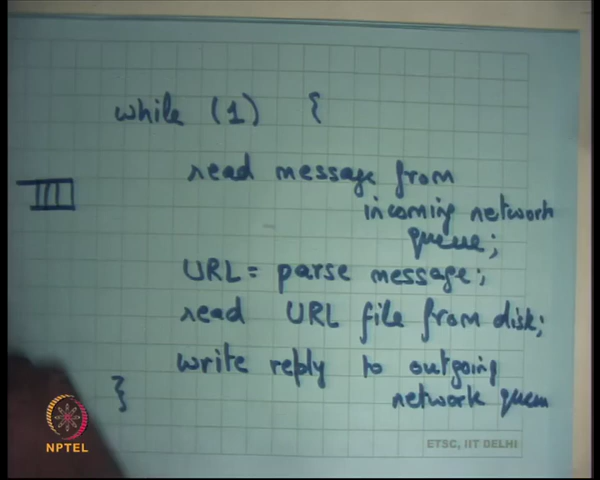 while (1) {
read message from
incoming network
queue;
URL = parse message;
read URL file from disk;
write reply to outgoing
network queu
}
NPTEL
ETSC, IIT DELHI